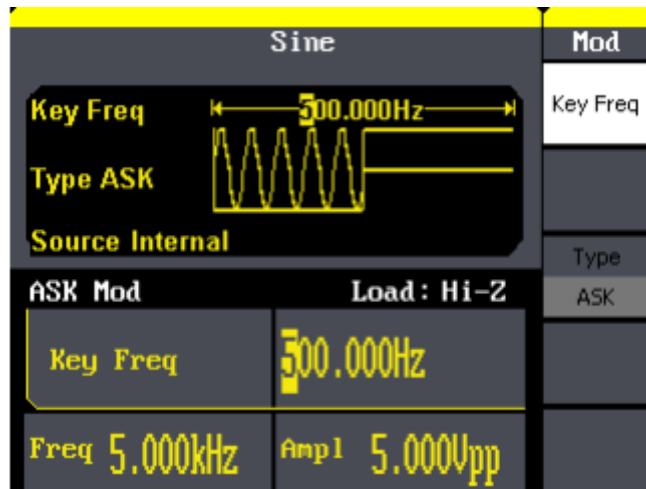 Sine
Mod
Key Freq 500.000Hz
Key Freq
Type ASK
Source Internal
Type
ASK
ASK Mod Load: Hi-Z
Key Freq 500.000Hz
Freq 5.000kHz Ampl 5.000Vpp